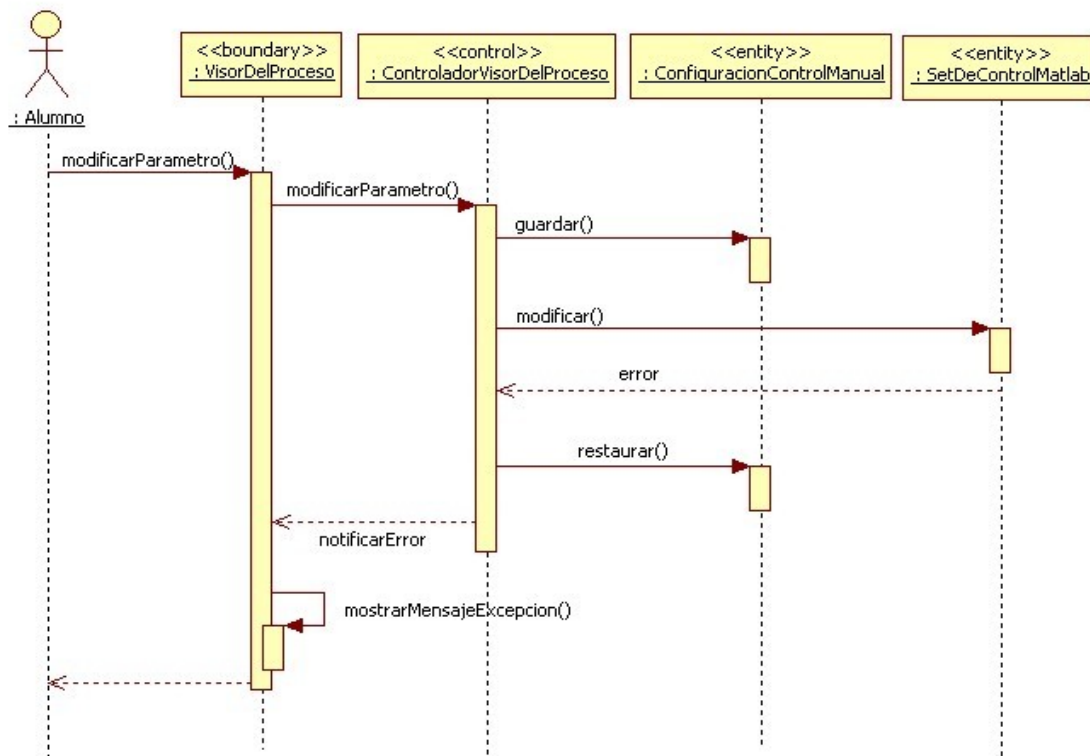 <<boundary>>
: VisorDelProceso
<<control>>
: ControladorVisorDelProceso
<<entity>>
: ConfiguracionControlManual
<<entity>>
: SetDeControlMatlab
: Alumno
modificarParametro()
modificarParametro()
guardar()
modificar()
error
restaurar()
notificarError
mostrarMensajeExcepcion()